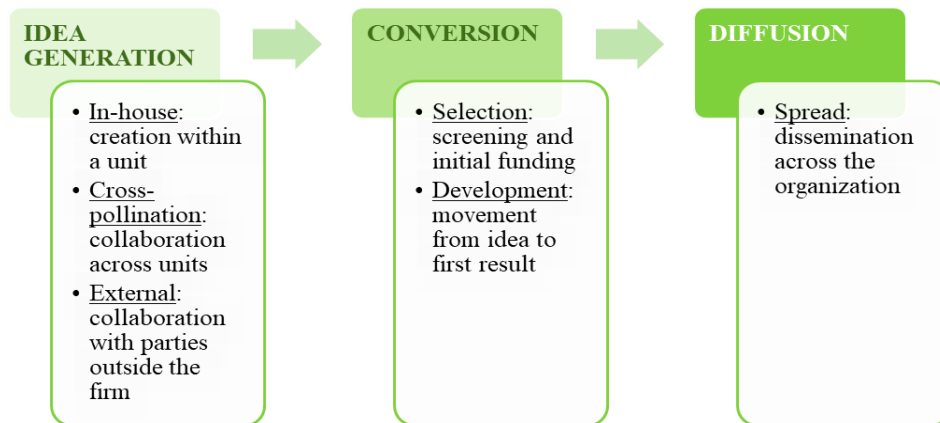 IDEA
GENERATION
• In-house:
creation within
a unit
• Cross-
pollination:
collaboration
across units
• External:
collaboration
with parties
outside the
firm
CONVERSION
• Selection:
screening and
initial funding
• Development:
movement
from idea to
first result
DIFFUSION
• Spread:
dissemination
across the
organization